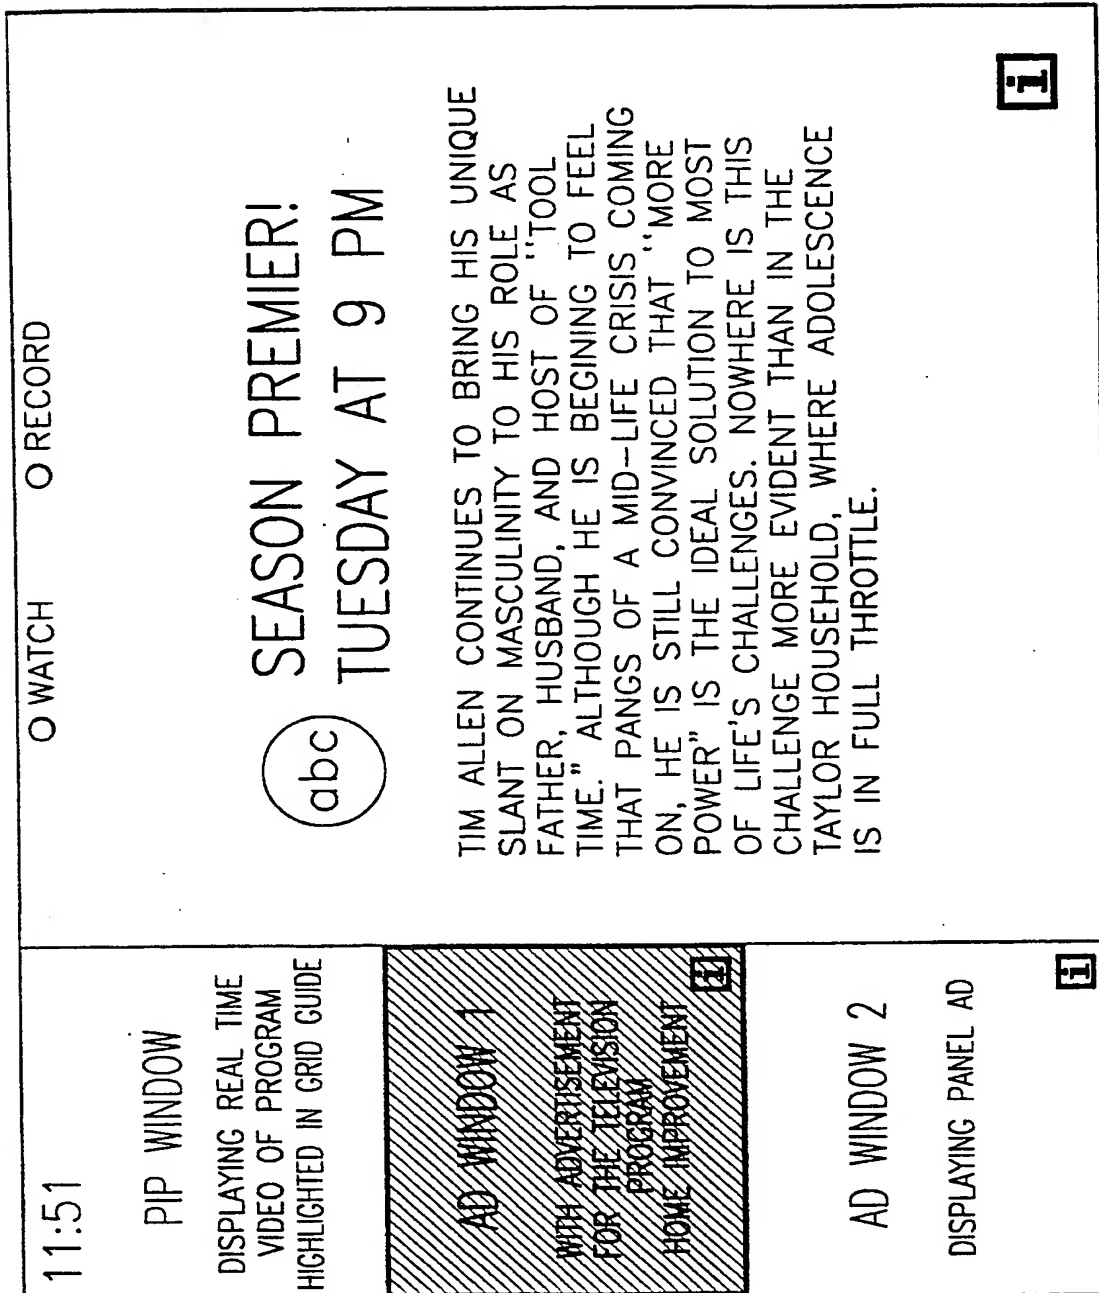 11:51
PIP WINDOW
DISPLAYING REAL TIME
VIDEO OF PROGRAM
HIGHLIGHTED IN GRID GUIDE
AD WINDOW 1
WITH ADVERTISEMENT
FOR THE TELEVISION
PROGRAM
HOME IMPROVEMENT
i
AD WINDOW 2
DISPLAYING PANEL AD
i
O WATCH O RECORD
abc
SEASON PREMIER!
TUESDAY AT 9 PM
TIM ALLEN CONTINUES TO BRING HIS UNIQUE
SLANT ON MASCULINITY TO HIS ROLE AS
FATHER, HUSBAND, AND HOST OF "TOOL
TIME." ALTHOUGH HE IS BEGINING TO FEEL
THAT PANGS OF A MID-LIFE CRISIS COMING
ON, HE IS STILL CONVINCED THAT "MORE
POWER" IS THE IDEAL SOLUTION TO MOST
OF LIFE'S CHALLENGES. NOWHERE IS THIS
CHALLENGE MORE EVIDENT THAN IN THE
TAYLOR HOUSEHOLD, WHERE ADOLESCENCE
IS IN FULL THROTTLE.
i